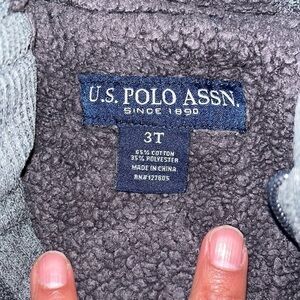 U.S. POLO ASSN.
SINCE 1890
3T
65% COTTON
35% POLYESTER
MADE IN CHINA
RN#127605